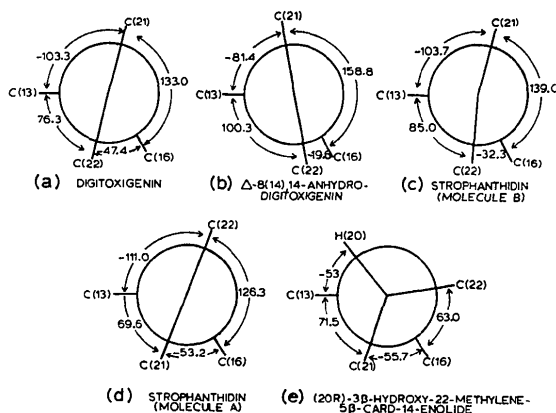 C(21)
-103.3
133.0
C(13)
76.3
-47.4
C(22)
C(16)
(a) DIGITOXIGENIN
C(21)
-81.4
158.8
C(13)
100.3
-19.8
C(22)
C(16)
(b) Δ-8(14),14-ANHYDRO-
DIGITOXIGENIN
C(21)
-103.7
139.0
C(13)
85.0
-32.3
C(22)
C(16)
(c) STROPHANTHIDIN
(MOLECULE B)
C(22)
-111.0
126.3
C(13)
69.6
-53.2
C(21)
C(16)
(d) STROPHANTHIDIN
(MOLECULE A)
H(20)
-53
C(22)
C(13)
71.5
63.0
-55.7
C(21)
C(16)
(e) (20R)-3β-HYDROXY-22-METHYLENE-
5β-CARD-14-ENOLIDE